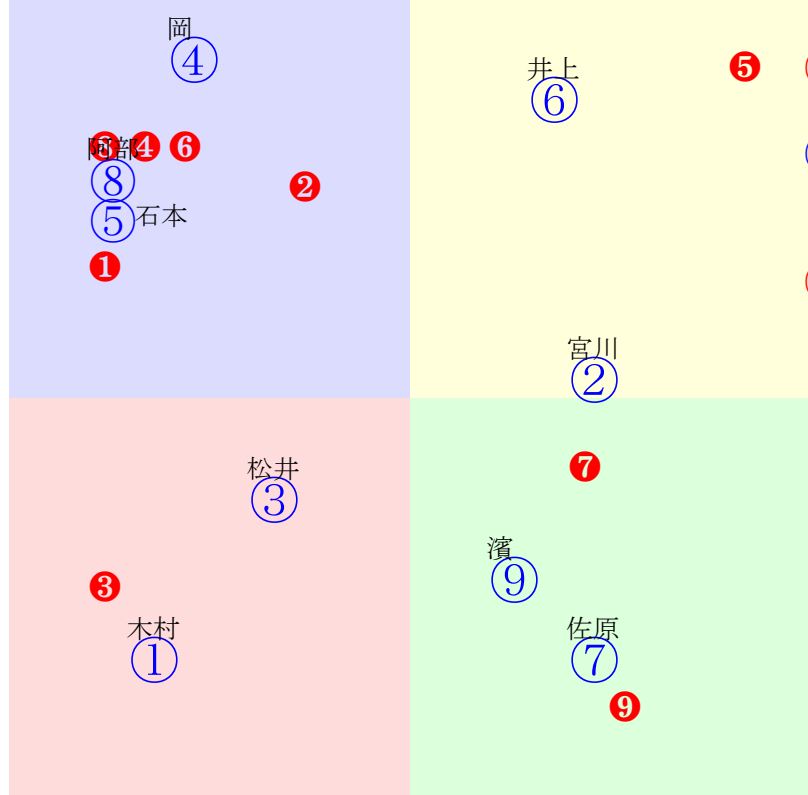 岡
④
井上
⑥
❺
阿部
❹
❻
⑧
❷
⑤
石本
❶
宮川
②
松井
③
❼
濱
⑨
❸
木村
①
佐原
⑦
❾